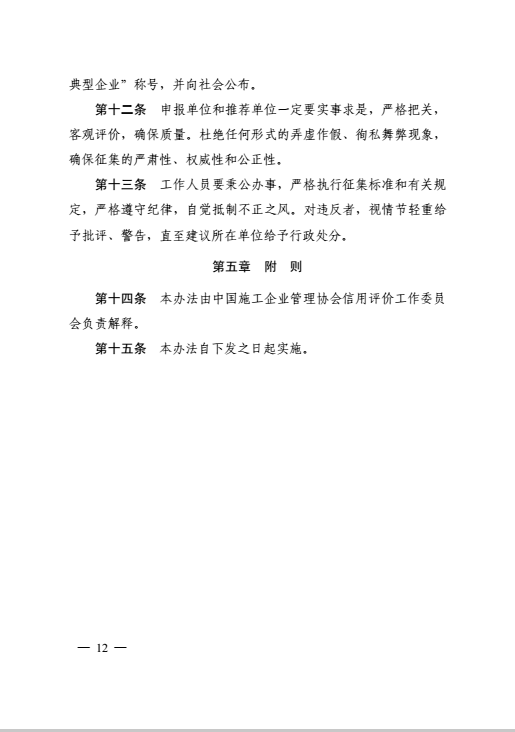 典型企业”称号，并向社会公布。
第十二条 申报单位和推荐单位一定要实事求是，严格把关，
客观评价，确保质量。杜绝任何形式的弄虚作假、徇私舞弊现象，
确保征集的严肃性、权威性和公正性。
第十三条 工作人员要秉公办事，严格执行征集标准和有关规
定，严格遵守纪律，自觉抵制不正之风。对违反者，视情节轻重给
予批评、警告，直至建议所在单位给予行政处分。
第五章 附 则
第十四条 本办法由中国施工企业管理协会信用评价工作委员
会负责解释。
第十五条 本办法自下发之日起实施。
— 12 —